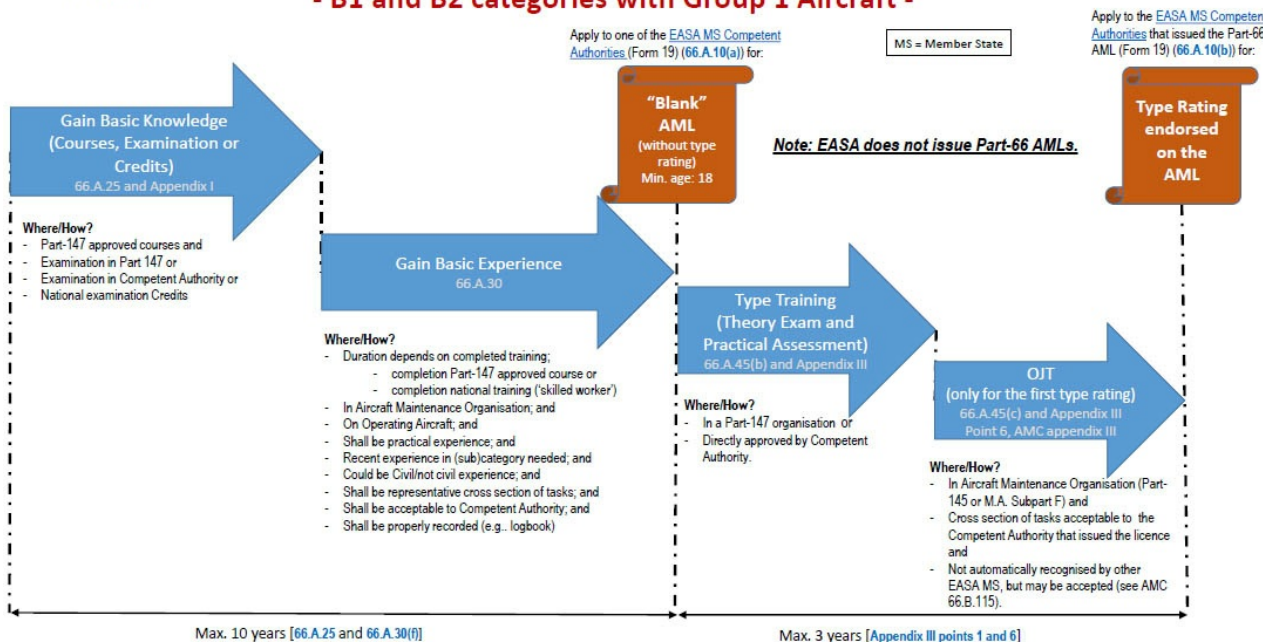 - B1 and B2 categories with Group 1 Aircraft -
Apply to one of the EASA MS Competent
Authorities (Form 19) (66.A.10(a)) for:
MS = Member State
Apply to the EASA MS Competent
Authorities that issued the Part-66
AML (Form 19) (66.A.10(b)) for:
Gain Basic Knowledge
(Courses, Examination or
Credits)
66.A.25 and Appendix I
"Blank"
AML
(without type
rating)
Min. age: 18
Note: EASA does not issue Part-66 AMLs.
Type Rating
endorsed
on the
AML
Where/How?
- Part-147 approved courses and
- Examination in Part 147 or
- Examination in Competent Authority or
- National examination Credits
Gain Basic Experience
66.A.30
Where/How?
- Duration depends on completed training;
- completion Part-147 approved course or
- completion national training ('skilled worker')
- In Aircraft Maintenance Organisation; and
- On Operating Aircraft; and
- Shall be practical experience; and
- Recent experience in (sub)category needed; and
- Could be Civil/not civil experience; and
- Shall be representative cross section of tasks; and
- Shall be acceptable to Competent Authority; and
- Shall be properly recorded (e.g.. logbook)
Type Training
(Theory Exam and
Practical Assessment)
66.A.45(b) and Appendix III
Where/How?
- In a Part-147 organisation or
- Directly approved by Competent
Authority.
OJT
(only for the first type rating)
66.A.45(c) and Appendix III
Point 6, AMC appendix III
Where/How?
- In Aircraft Maintenance Organisation (Part-
145 or M.A. Subpart F) and
- Cross section of tasks acceptable to the
Competent Authority that issued the licence
and
- Not automatically recognised by other
EASA MS, but may be accepted (see AMC
66.B.115).
Max. 10 years [66.A.25 and 66.A.30(f)]
Max. 3 years [Appendix III points 1 and 6]